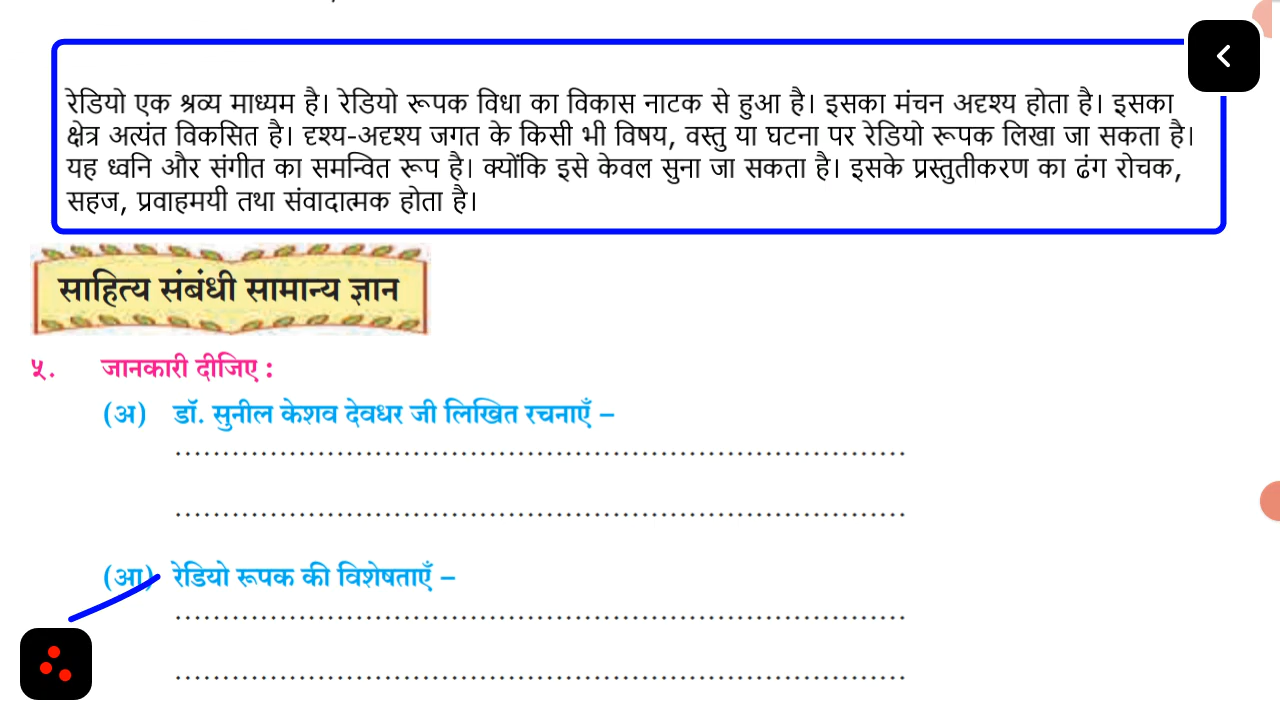 रेडियो एक श्रव्य माध्यम है। रेडियो रूपक विधा का विकास नाटक से हुआ है। इसका मंचन अदृश्य होता है। इसका
क्षेत्र अत्यंत विकसित है। दृश्य-अदृश्य जगत के किसी भी विषय, वस्तु या घटना पर रेडियो रूपक लिखा जा सकता है।
यह ध्वनि और संगीत का समन्वित रूप है। क्योंकि इसे केवल सुना जा सकता है। इसके प्रस्तुतीकरण का ढंग रोचक,
सहज, प्रवाहमयी तथा संवादात्मक होता है।
साहित्य संबंधी सामान्य ज्ञान
५. जानकारी दीजिए :
(अ) डॉ. सुनील केशव देवधर जी लिखित रचनाएँ –
(आ) रेडियो रूपक की विशेषताएँ –